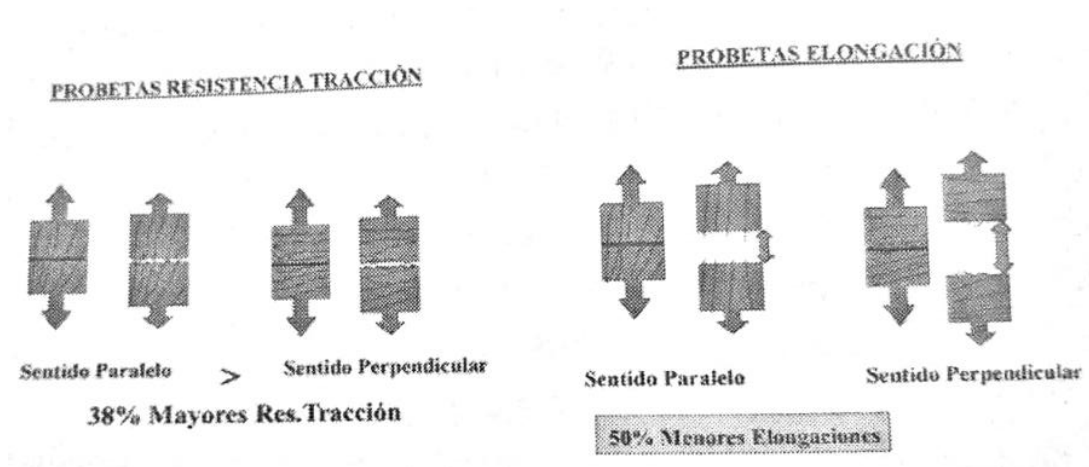 PROBETAS RESISTENCIA TRACCIÓN
Sentido Paralelo > Sentido Perpendicular
38% Mayores Res.Tracción
PROBETAS ELONGACIÓN
Sentido Paralelo Sentido Perpendicular
50% Menores Elongaciones